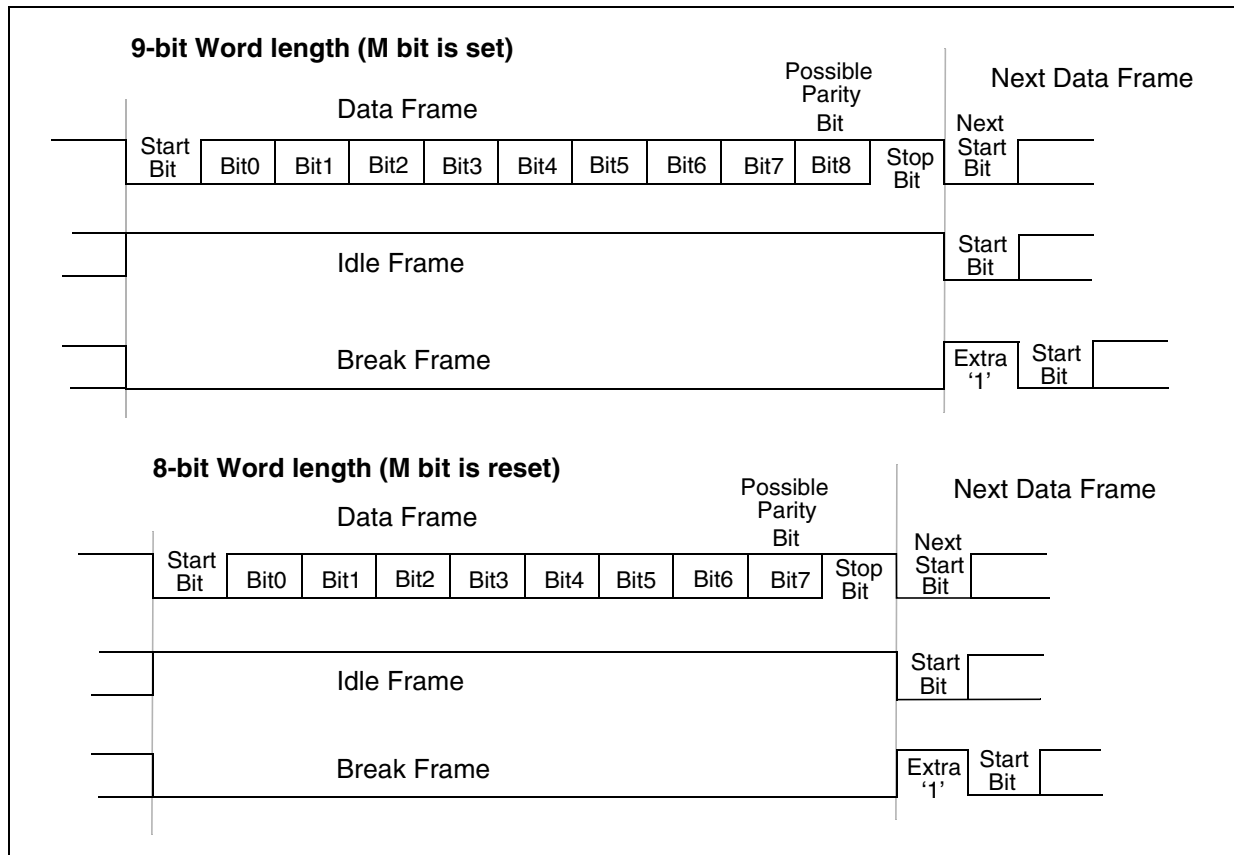 9-bit Word length (M bit is set)
Possible
Parity
Bit
Next Data Frame
Data Frame
Next
Start
Bit
Start
Bit
Bit0
Bit1
Bit2
Bit3
Bit4
Bit5
Bit6
Bit7
Bit8
Stop
Bit
Idle Frame
Start
Bit
Break Frame
Extra
‘1’
Start
Bit
8-bit Word length (M bit is reset)
Possible
Parity
Bit
Next Data Frame
Data Frame
Next
Start
Bit
Start
Bit
Bit0
Bit1
Bit2
Bit3
Bit4
Bit5
Bit6
Bit7
Stop
Bit
Idle Frame
Start
Bit
Break Frame
Extra
‘1’
Start
Bit